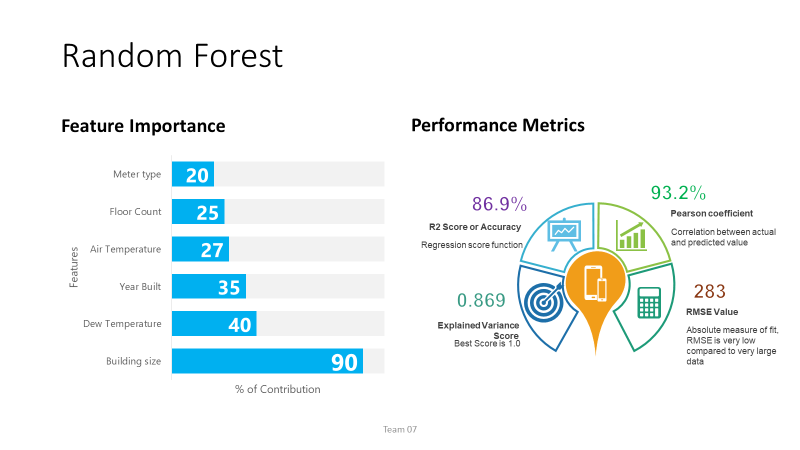 Random Forest
Feature Importance
Features
Meter type
20
Floor Count
25
Air Temperature
27
Year Built
35
Dew Temperature
40
Building size
90
% of Contribution
Performance Metrics
86.9%
R2 Score or Accuracy
Regression score function
93.2%
Pearson coefficient
Correlation between actual
and predicted value
0.869
Explained Variance
Score
Best Score is 1.0
283
RMSE Value
Absolute measure of fit.
RMSE is very low
compared to very large
data
Team 07